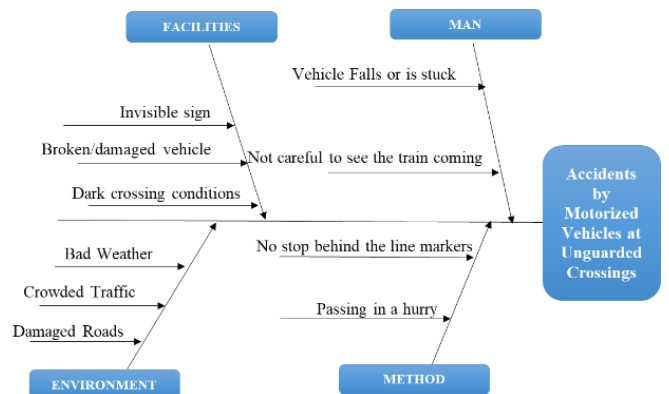 FACILITIES
MAN
Vehicle Falls or is stuck
Invisible sign
Broken/damaged vehicle
Not careful to see the train coming
Dark crossing conditions
Accidents
by
Motorized
Vehicles at
Unguarded
Crossings
Bad Weather
No stop behind the line markers
Crowded Traffic
Passing in a hurry
Damaged Roads
ENVIRONMENT
METHOD